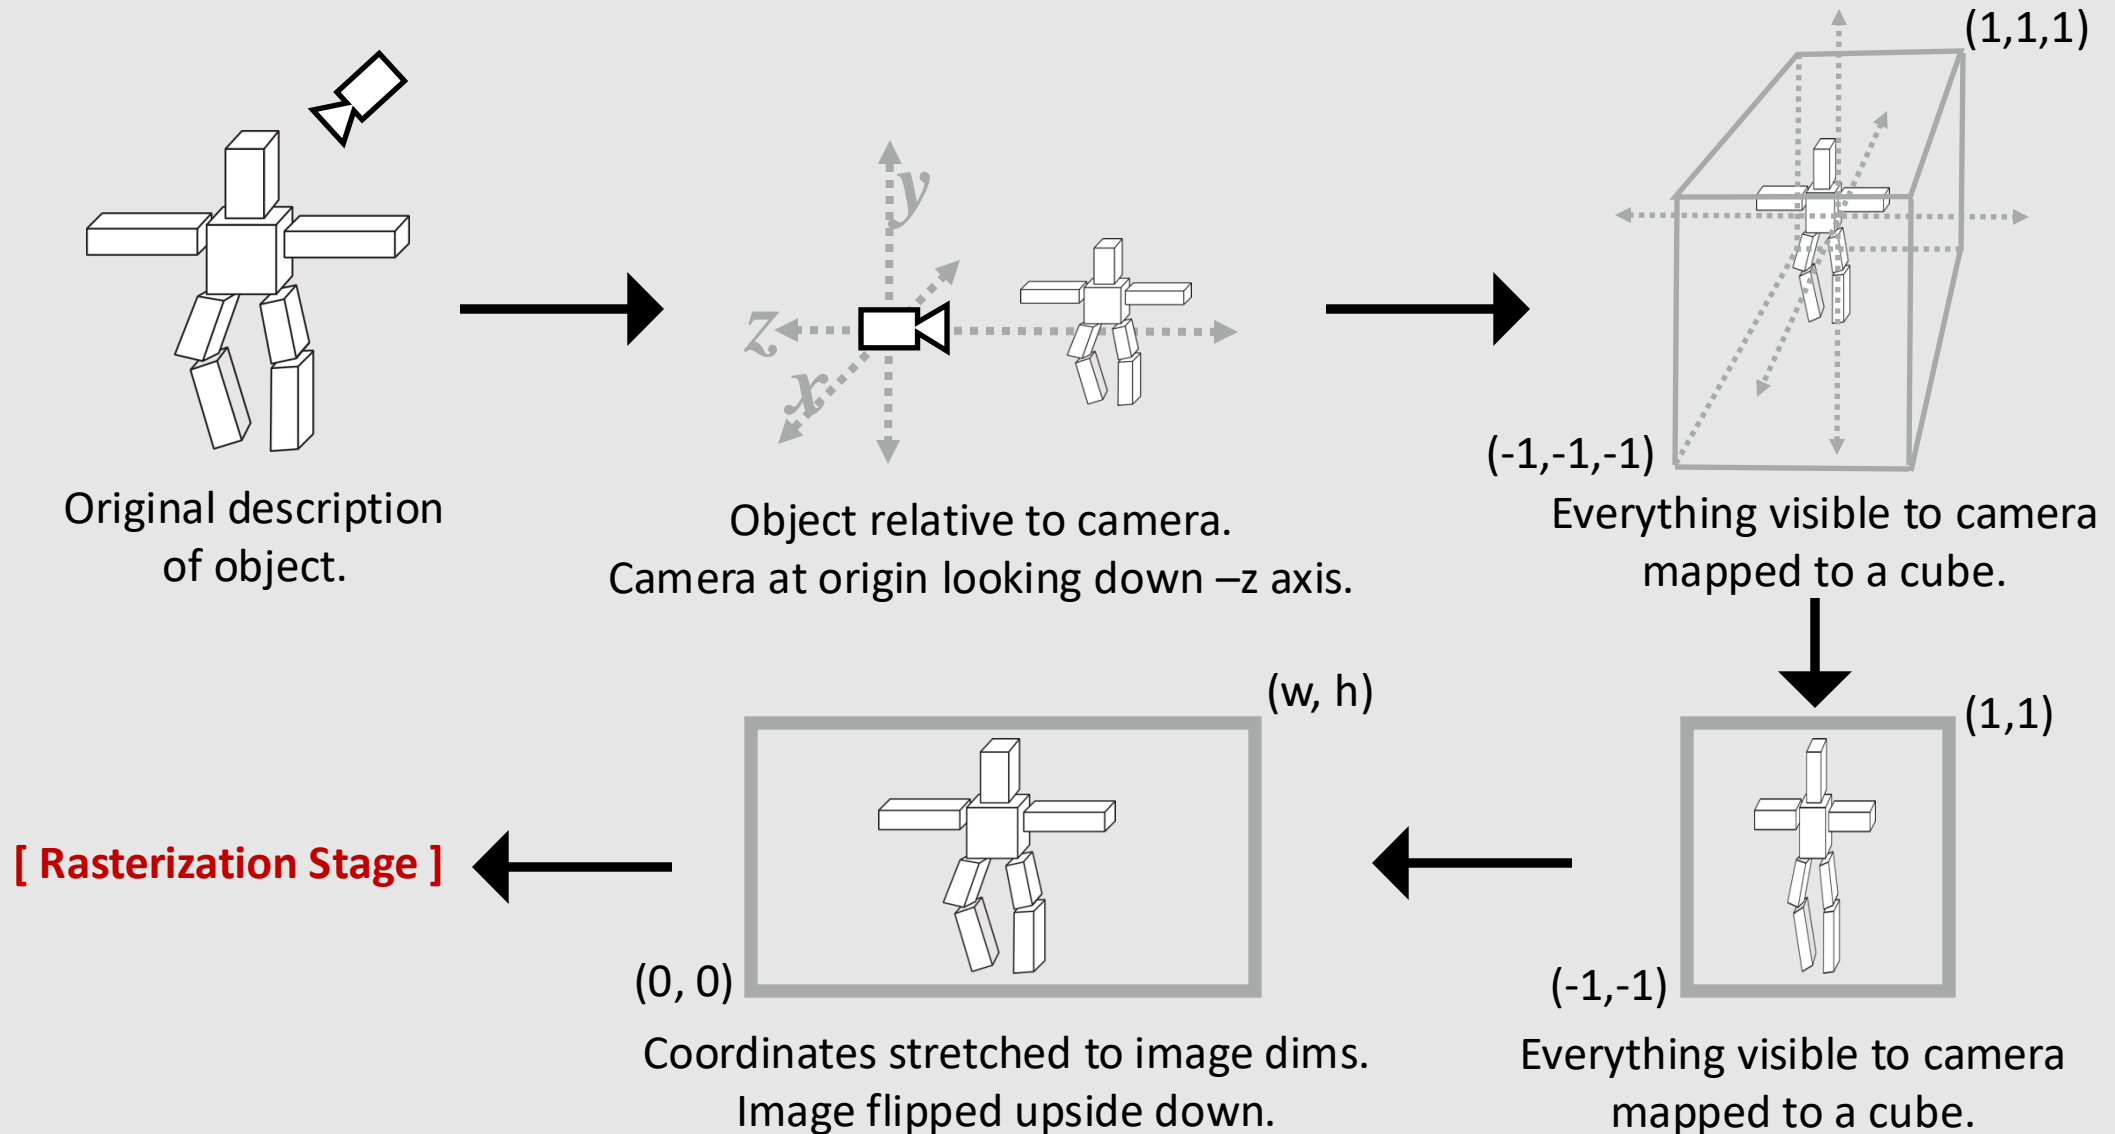 Original description
of object.
y
z
x
Object relative to camera.
Camera at origin looking down –z axis.
(1,1,1)
(-1,-1,-1)
Everything visible to camera
mapped to a cube.
(1,1)
(-1,-1)
Everything visible to camera
mapped to a cube.
(w, h)
(0, 0)
Coordinates stretched to image dims.
Image flipped upside down.
[ Rasterization Stage ]